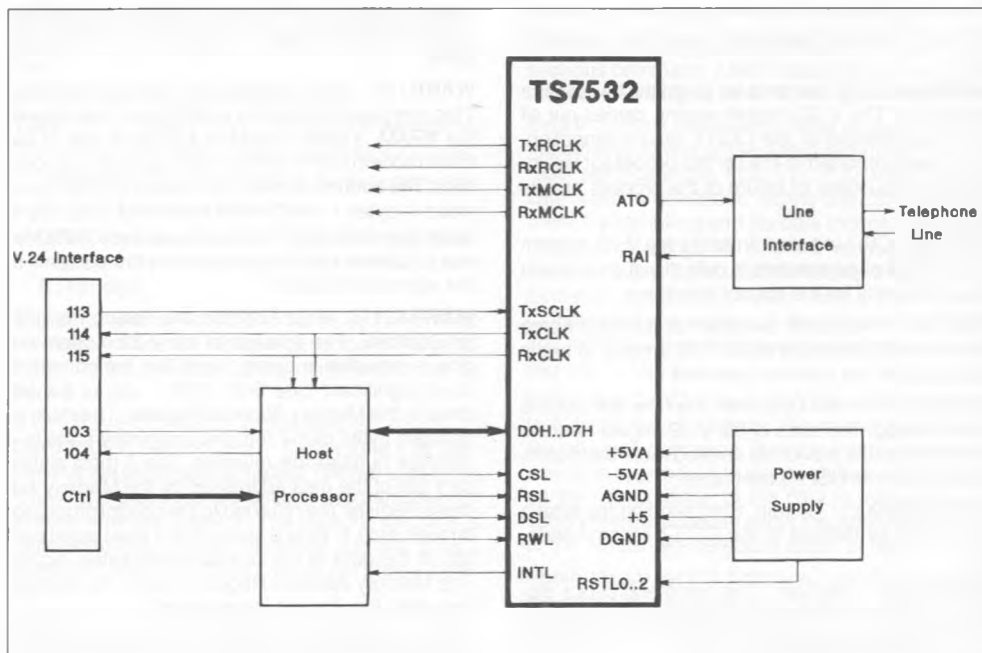 TS7532
TxRCLK
RxRCLK
TxMCLK
RxMCLK
ATO
RAI
Line
Interface
Telephone
Line
V.24 Interface
113
114
115
TxSCLK
TxCLK
RxCLK
103
104
Ctrl
Host
Processor
D0H..D7H
CSL
RSL
DSL
RWL
INTL
+5VA
-5VA
AGND
+5
DGND
RSTL0..2
Power
Supply